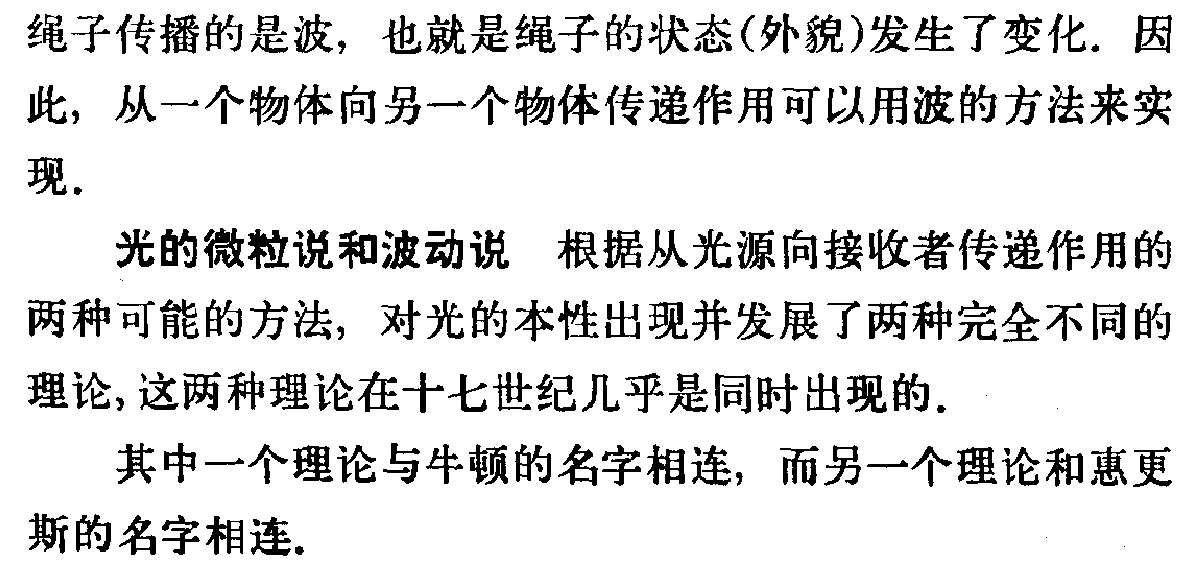 绳子传播的是波，也就是绳子的状态(外貌)发生了变化．因
此，从一个物体向另一个物体传递作用可以用波的方法来实
现．
光的微粒说和波动说　根据从光源向接收者传递作用的
两种可能的方法，对光的本性出现并发展了两种完全不同的
理论,这两种理论在十七世纪几乎是同时出现的．
其中一个理论与牛顿的名字相连，而另一个理论和惠更
斯的名字相连．